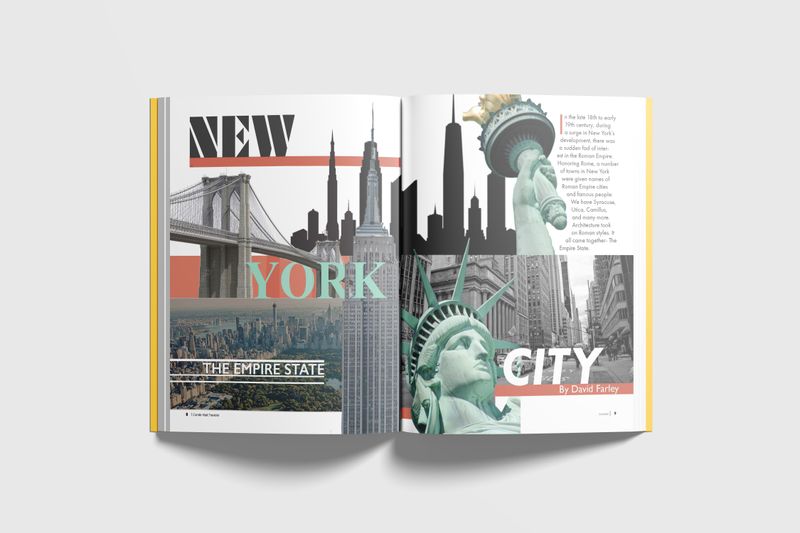 NEW
YORK
THE EMPIRE STATE
8
In the late 18th to early
19th century, during
a surge in New York's
development, there was
a sudden fad of inter-
est in the Roman Empire.
Honoring Rome, a number
of towns in New York
were given names of
Roman Empire cities
and famous people.
We have Syracuse,
Utica, Camillus,
and many more.
Architecture took
on Roman styles. It
all came together- The
Empire State.
CITY
By David Farley
9